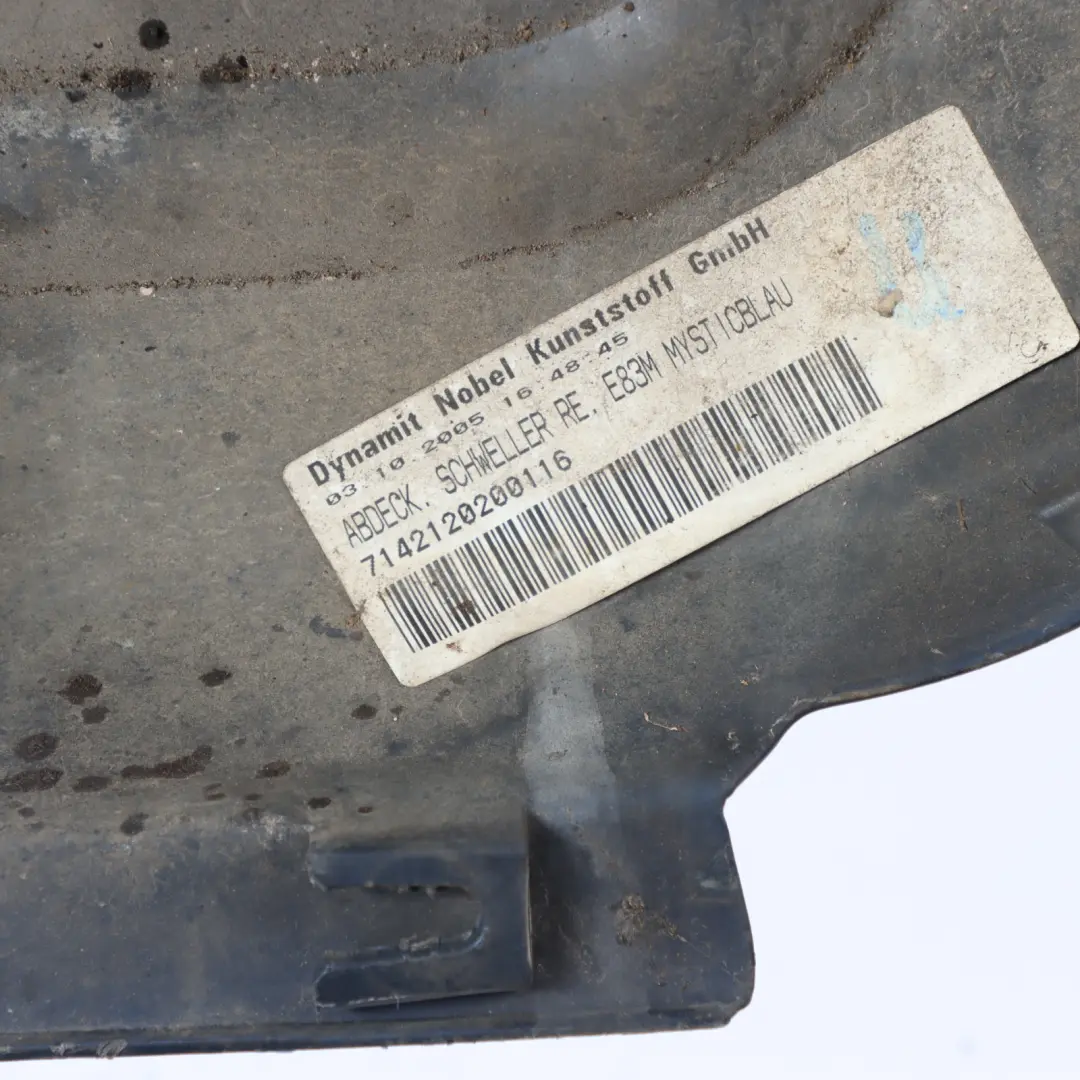 Dynamit Nobel Kunststoff GmbH
03.10.2005 16:48:45
ABDECK. SCHWELLER RE. E83M MYSTICBLAU
7142120200116